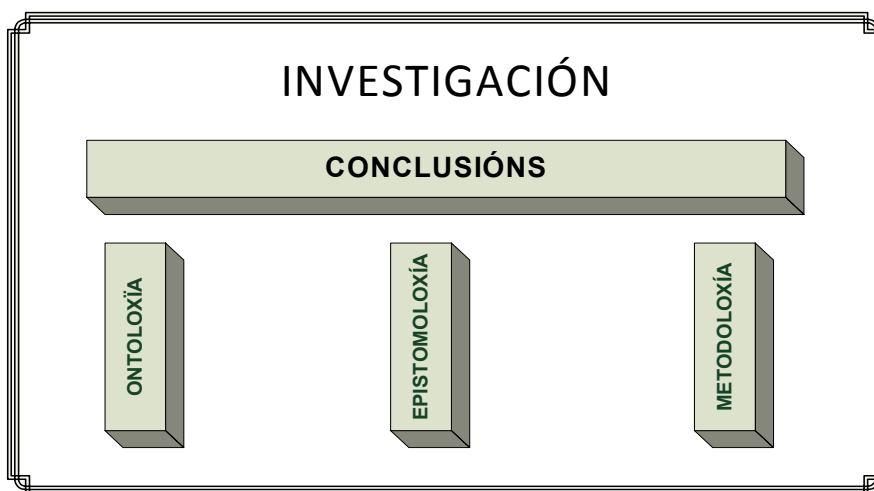 INVESTIGACIÓN
CONCLUSIÓNS
ONTOLOXÏA
EPISTOMOLOXÍA
METODOLOXÍA